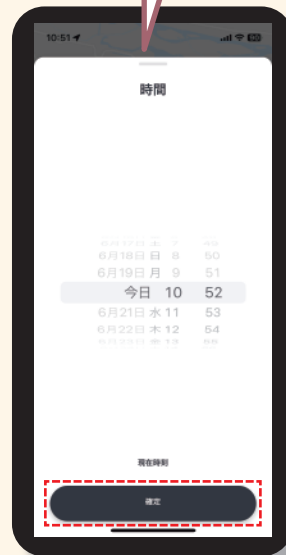 10:51
時間
6月18日 日 8 50
6月19日 月 9 51
今日 10 52
6月21日 水 11 53
6月22日 木 12 54
現在時刻
確定